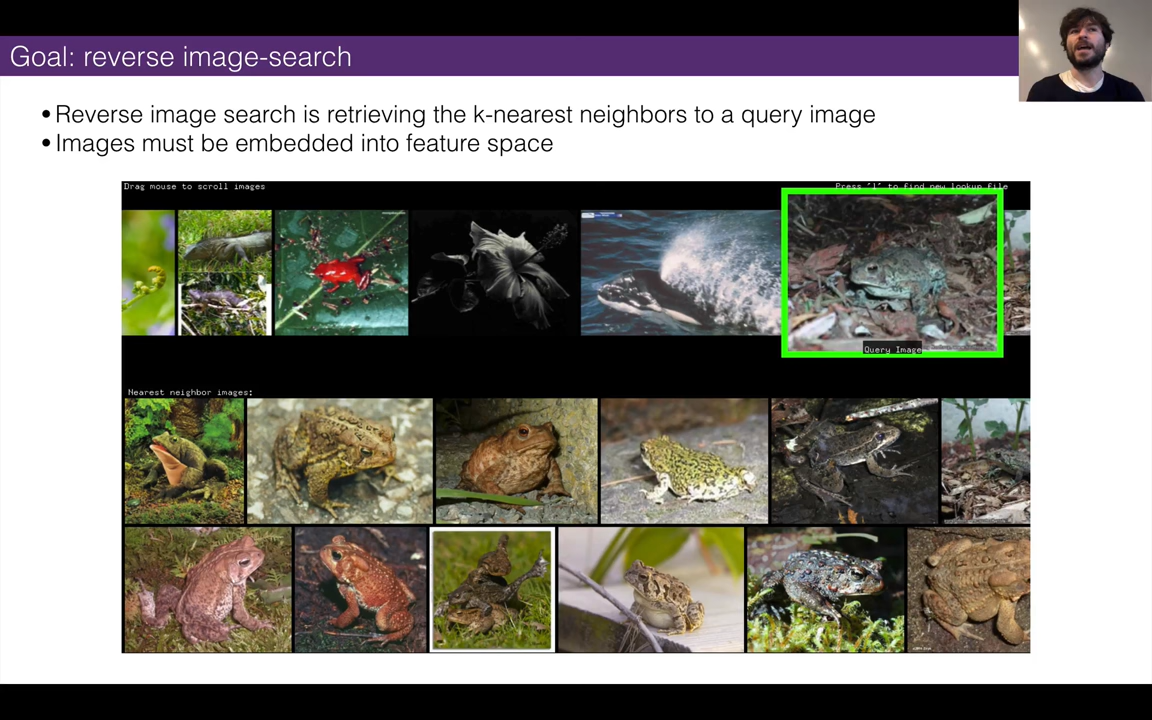 Goal: reverse image-search
•Reverse image search is retrieving the k-nearest neighbors to a query image
•Images must be embedded into feature space
Drag mouse to scroll images
Press 'l' to find new lookup file
Query Image
Nearest neighbor images: